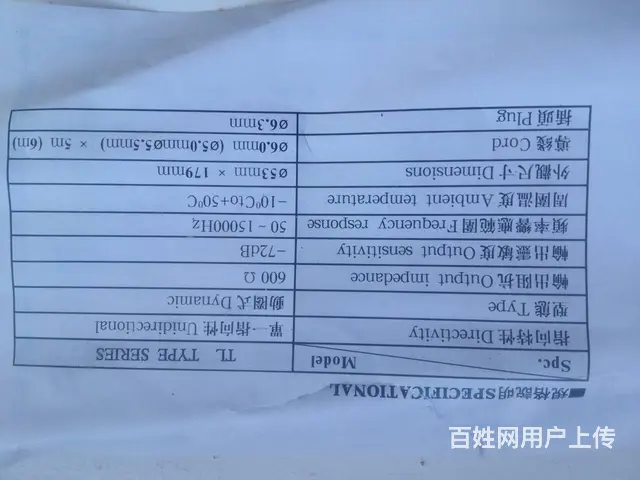 ■規格說明SPECIFICATIONAL
Spc. Model TL TYPE SERIES
指向特性 Directivity 單一指向性 Unidirectional
型態 Type 動圈式 Dynamic
輸出阻抗 Output impedance 600 Ω
輸出靈敏度 Output sensitivity −72dB
頻率響應範圍 Frequency response 50～15000Hz
周圍溫度 Ambient temperature −10⁰Cto+50⁰C
外觀尺寸 Dimensions ø53mm × 179mm
導線 Cord ø6.0mm (ø5.0mmø5.5mm) × 5m (6m)
插頭 Plug ø6.3mm
百姓网用户上传